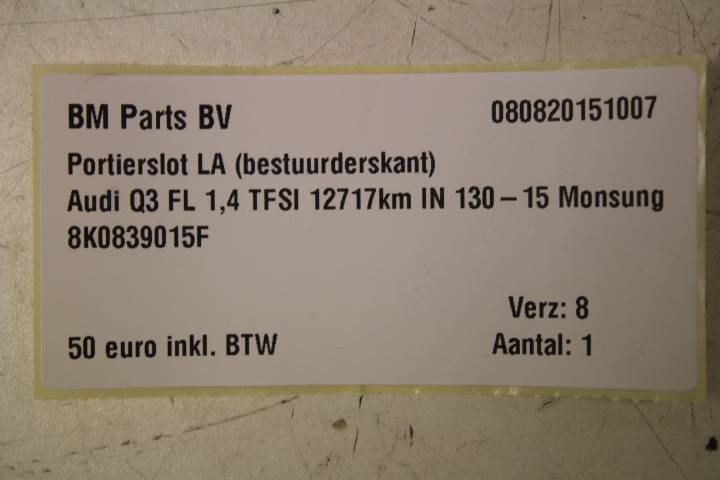 BM Parts BV 080820151007
Portierslot LA (bestuurderskant)
Audi Q3 FL 1,4 TFSI 12717km IN 130 – 15 Monsung
8K0839015F
Verz: 8
50 euro inkl. BTW Aantal: 1